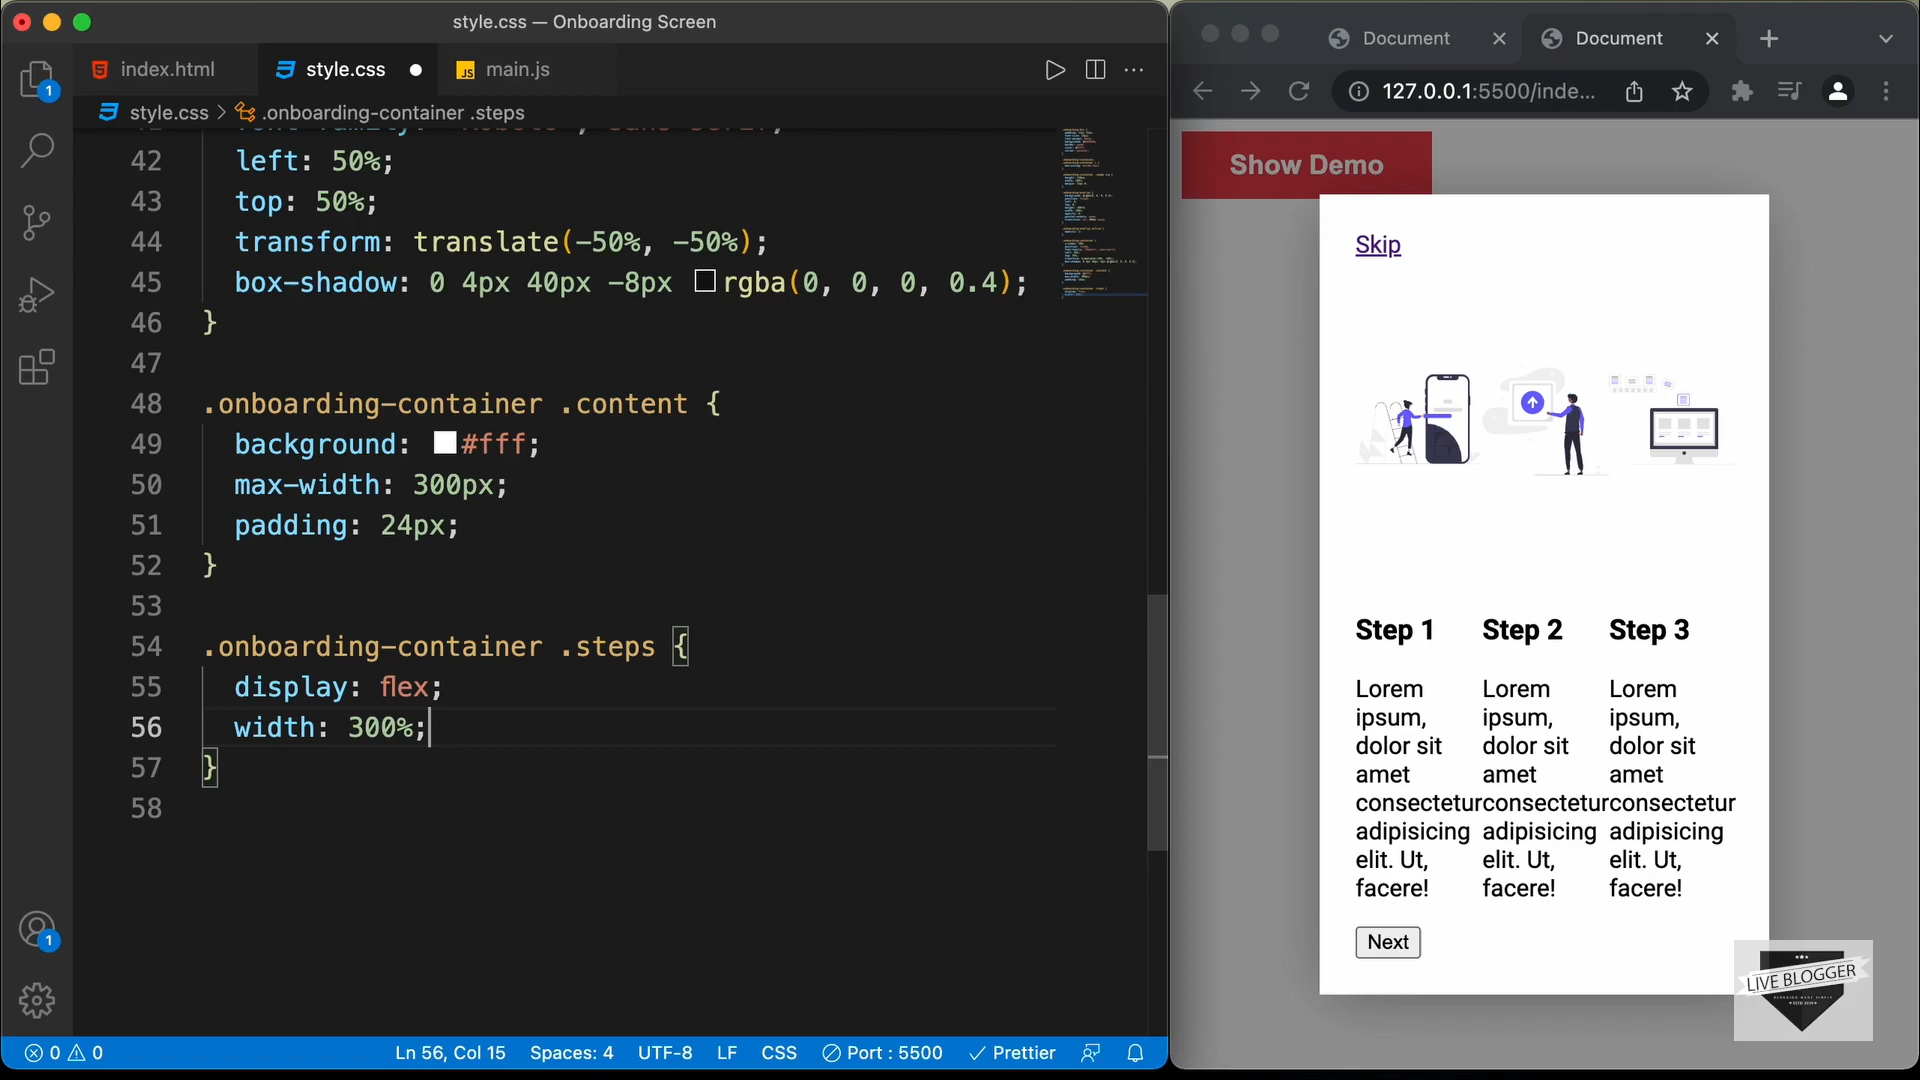 style.css — Onboarding Screen
index.html
style.css
JS main.js
style.css > .onboarding-container .steps
42 left: 50%;
43 top: 50%;
44 transform: translate(-50%, -50%);
45 box-shadow: 0 4px 40px -8px rgba(0, 0, 0, 0.4);
46 }
47
48 .onboarding-container .content {
49 background: #fff;
50 max-width: 300px;
51 padding: 24px;
52 }
53
54 .onboarding-container .steps {
55 display: flex;
56 width: 300%;
57 }
58
1
1
0 0
Ln 56, Col 15
Spaces: 4
UTF-8
LF
CSS
Port : 5500
Prettier
Document
Document
127.0.0.1:5500/inde...
Show Demo
Skip
Step 1 Step 2 Step 3
Lorem Lorem Lorem
ipsum, ipsum, ipsum,
dolor sit dolor sit dolor sit
amet amet amet
consectetur consectetur consectetur
adipisicing adipisicing adipisicing
elit. Ut, elit. Ut, elit. Ut,
facere! facere! facere!
Next
LIVE BLOGGER